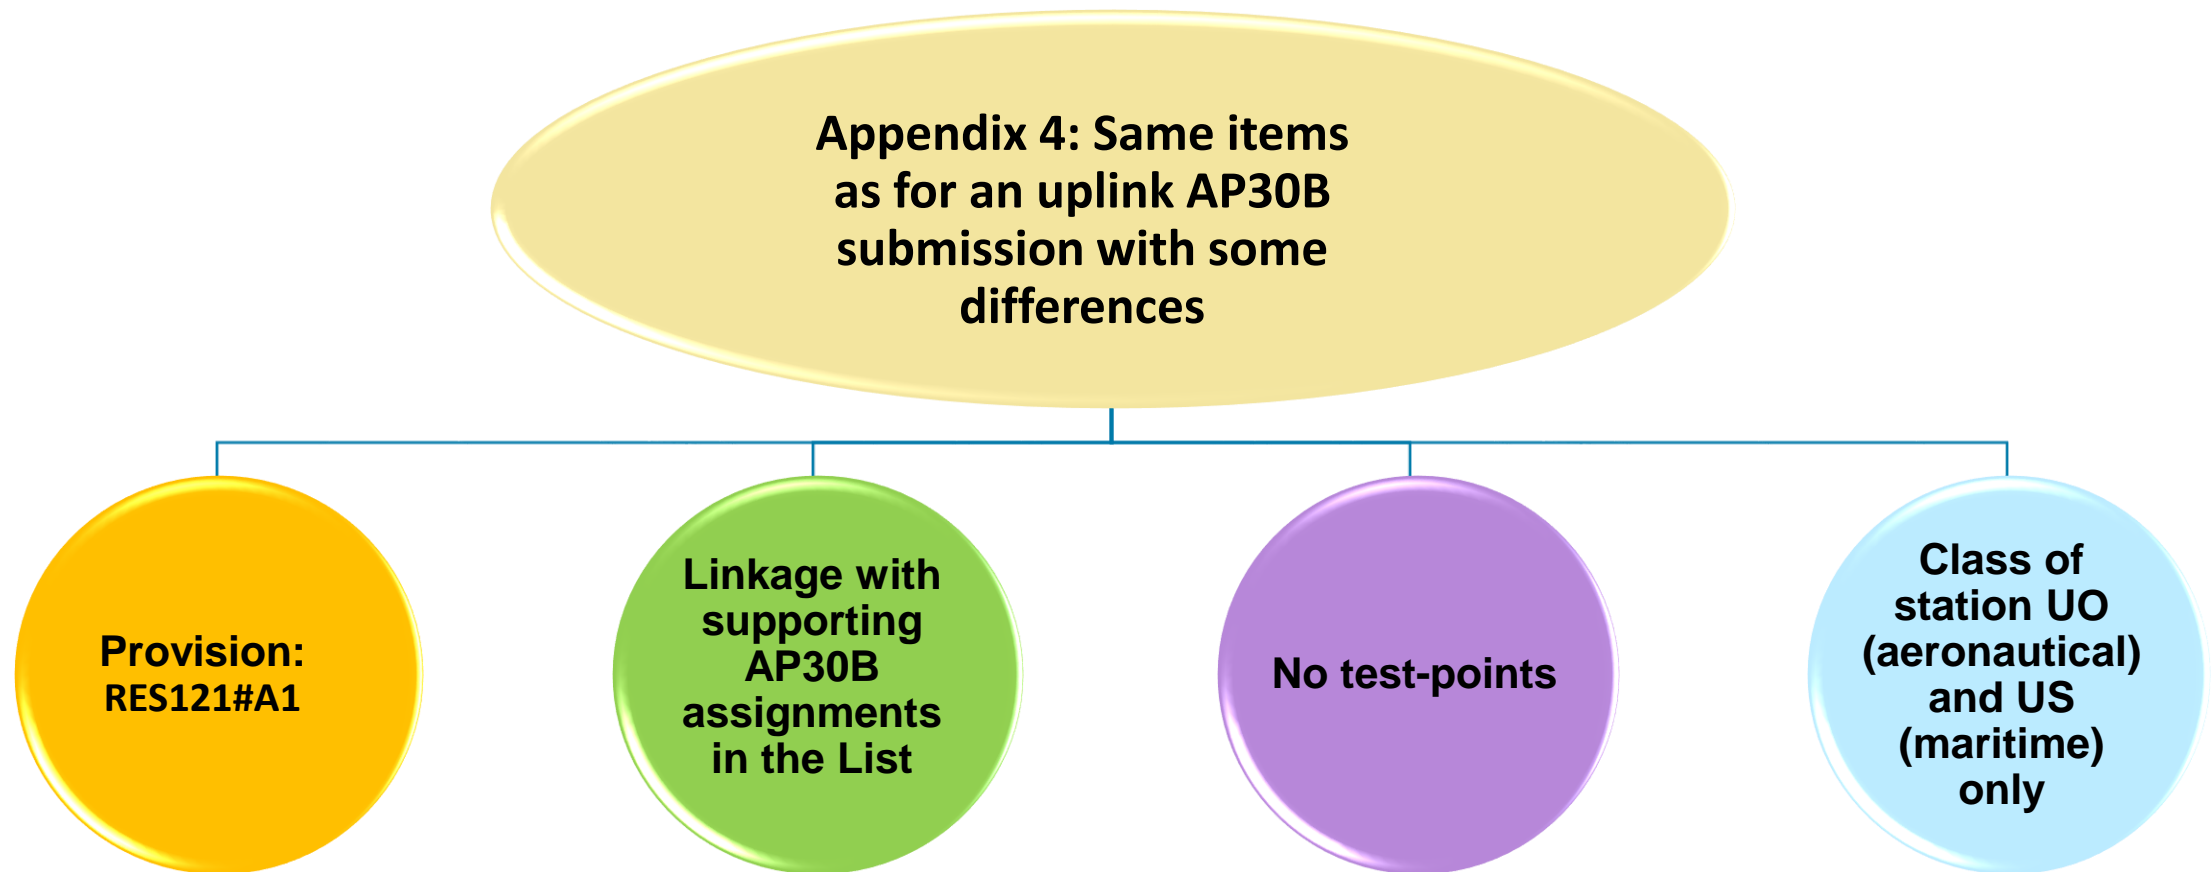 Appendix 4: Same items
as for an uplink AP30B
submission with some
differences
Provision:
RES121#A1
Linkage with
supporting
AP30B
assignments
in the List
No test-points
Class of
station UO
(aeronautical)
and US
(maritime)
only